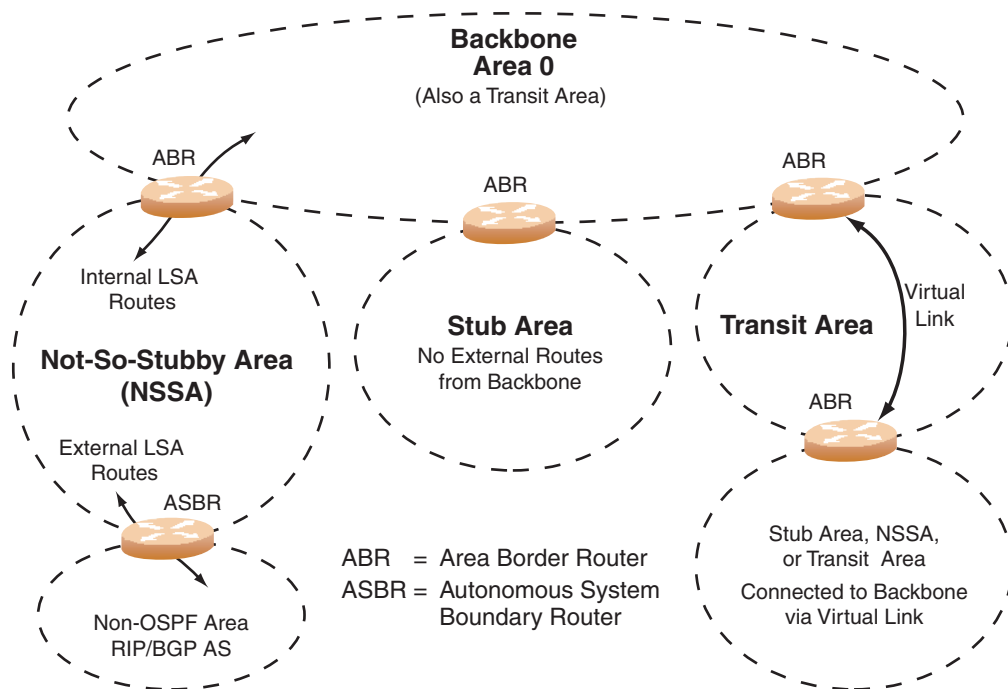 Backbone
Area 0
(Also a Transit Area)
ABR
ABR
ABR
Internal LSA
Routes
Virtual
Link
Stub Area
No External Routes
from Backbone
Transit Area
Not-So-Stubby Area
(NSSA)
ABR
External LSA
Routes
ASBR
ABR = Area Border Router
ASBR = Autonomous System
Boundary Router
Stub Area, NSSA,
or Transit Area
Connected to Backbone
via Virtual Link
Non-OSPF Area
RIP/BGP AS